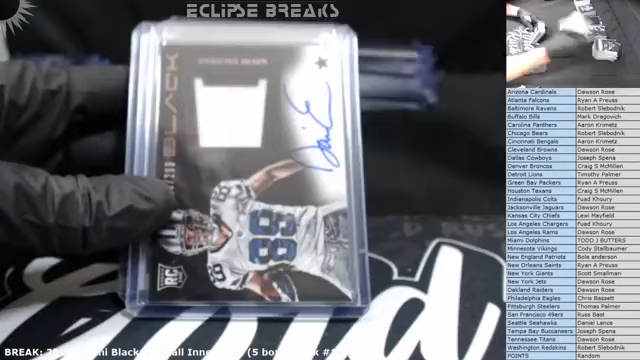 ECLIPSE BREAKS
BLACK
RC
89
89
Arizona Cardinals Dawson Rose
Atlanta Falcons Ryan A Preuss
Baltimore Ravens Robert Slebodnik
Buffalo Bills Mark Dragovich
Carolina Panthers Aaron Krimetz
Chicago Bears Robert Slebodnik
Cincinnati Bengals Aaron Krimetz
Cleveland Browns Dawson Rose
Dallas Cowboys Joseph Spena
Denver Broncos Craig S McMillen
Detroit Lions Timothy Palmer
Green Bay Packers Ryan A Preuss
Houston Texans Craig S McMillen
Indianapolis Colts Fuad Khoury
Jacksonville Jaguars Dawson Rose
Kansas City Chiefs Lewi Mayfield
Los Angeles Chargers Fuad Khoury
Los Angeles Rams Dawson Rose
Miami Dolphins TODD J BUTTERS
Minnesota Vikings Cody Stallbaumer
New England Patriots Bole anderson
New Orleans Saints Ryan A Preuss
New York Giants Scott Smallman
New York Jets Dawson Rose
Oakland Raiders Dawson Rose
Philadelphia Eagles Chris Bassett
Pittsburgh Steelers Thomas Palmer
San Francisco 49ers Russ East
Seattle Seahawks Daniel Lance
Tampa Bay Buccaneers Joseph Spena
Tennessee Titans Dawson Rose
Washington Redskins Robert Slebodnik
POINTS Random
BREAK: (5 box